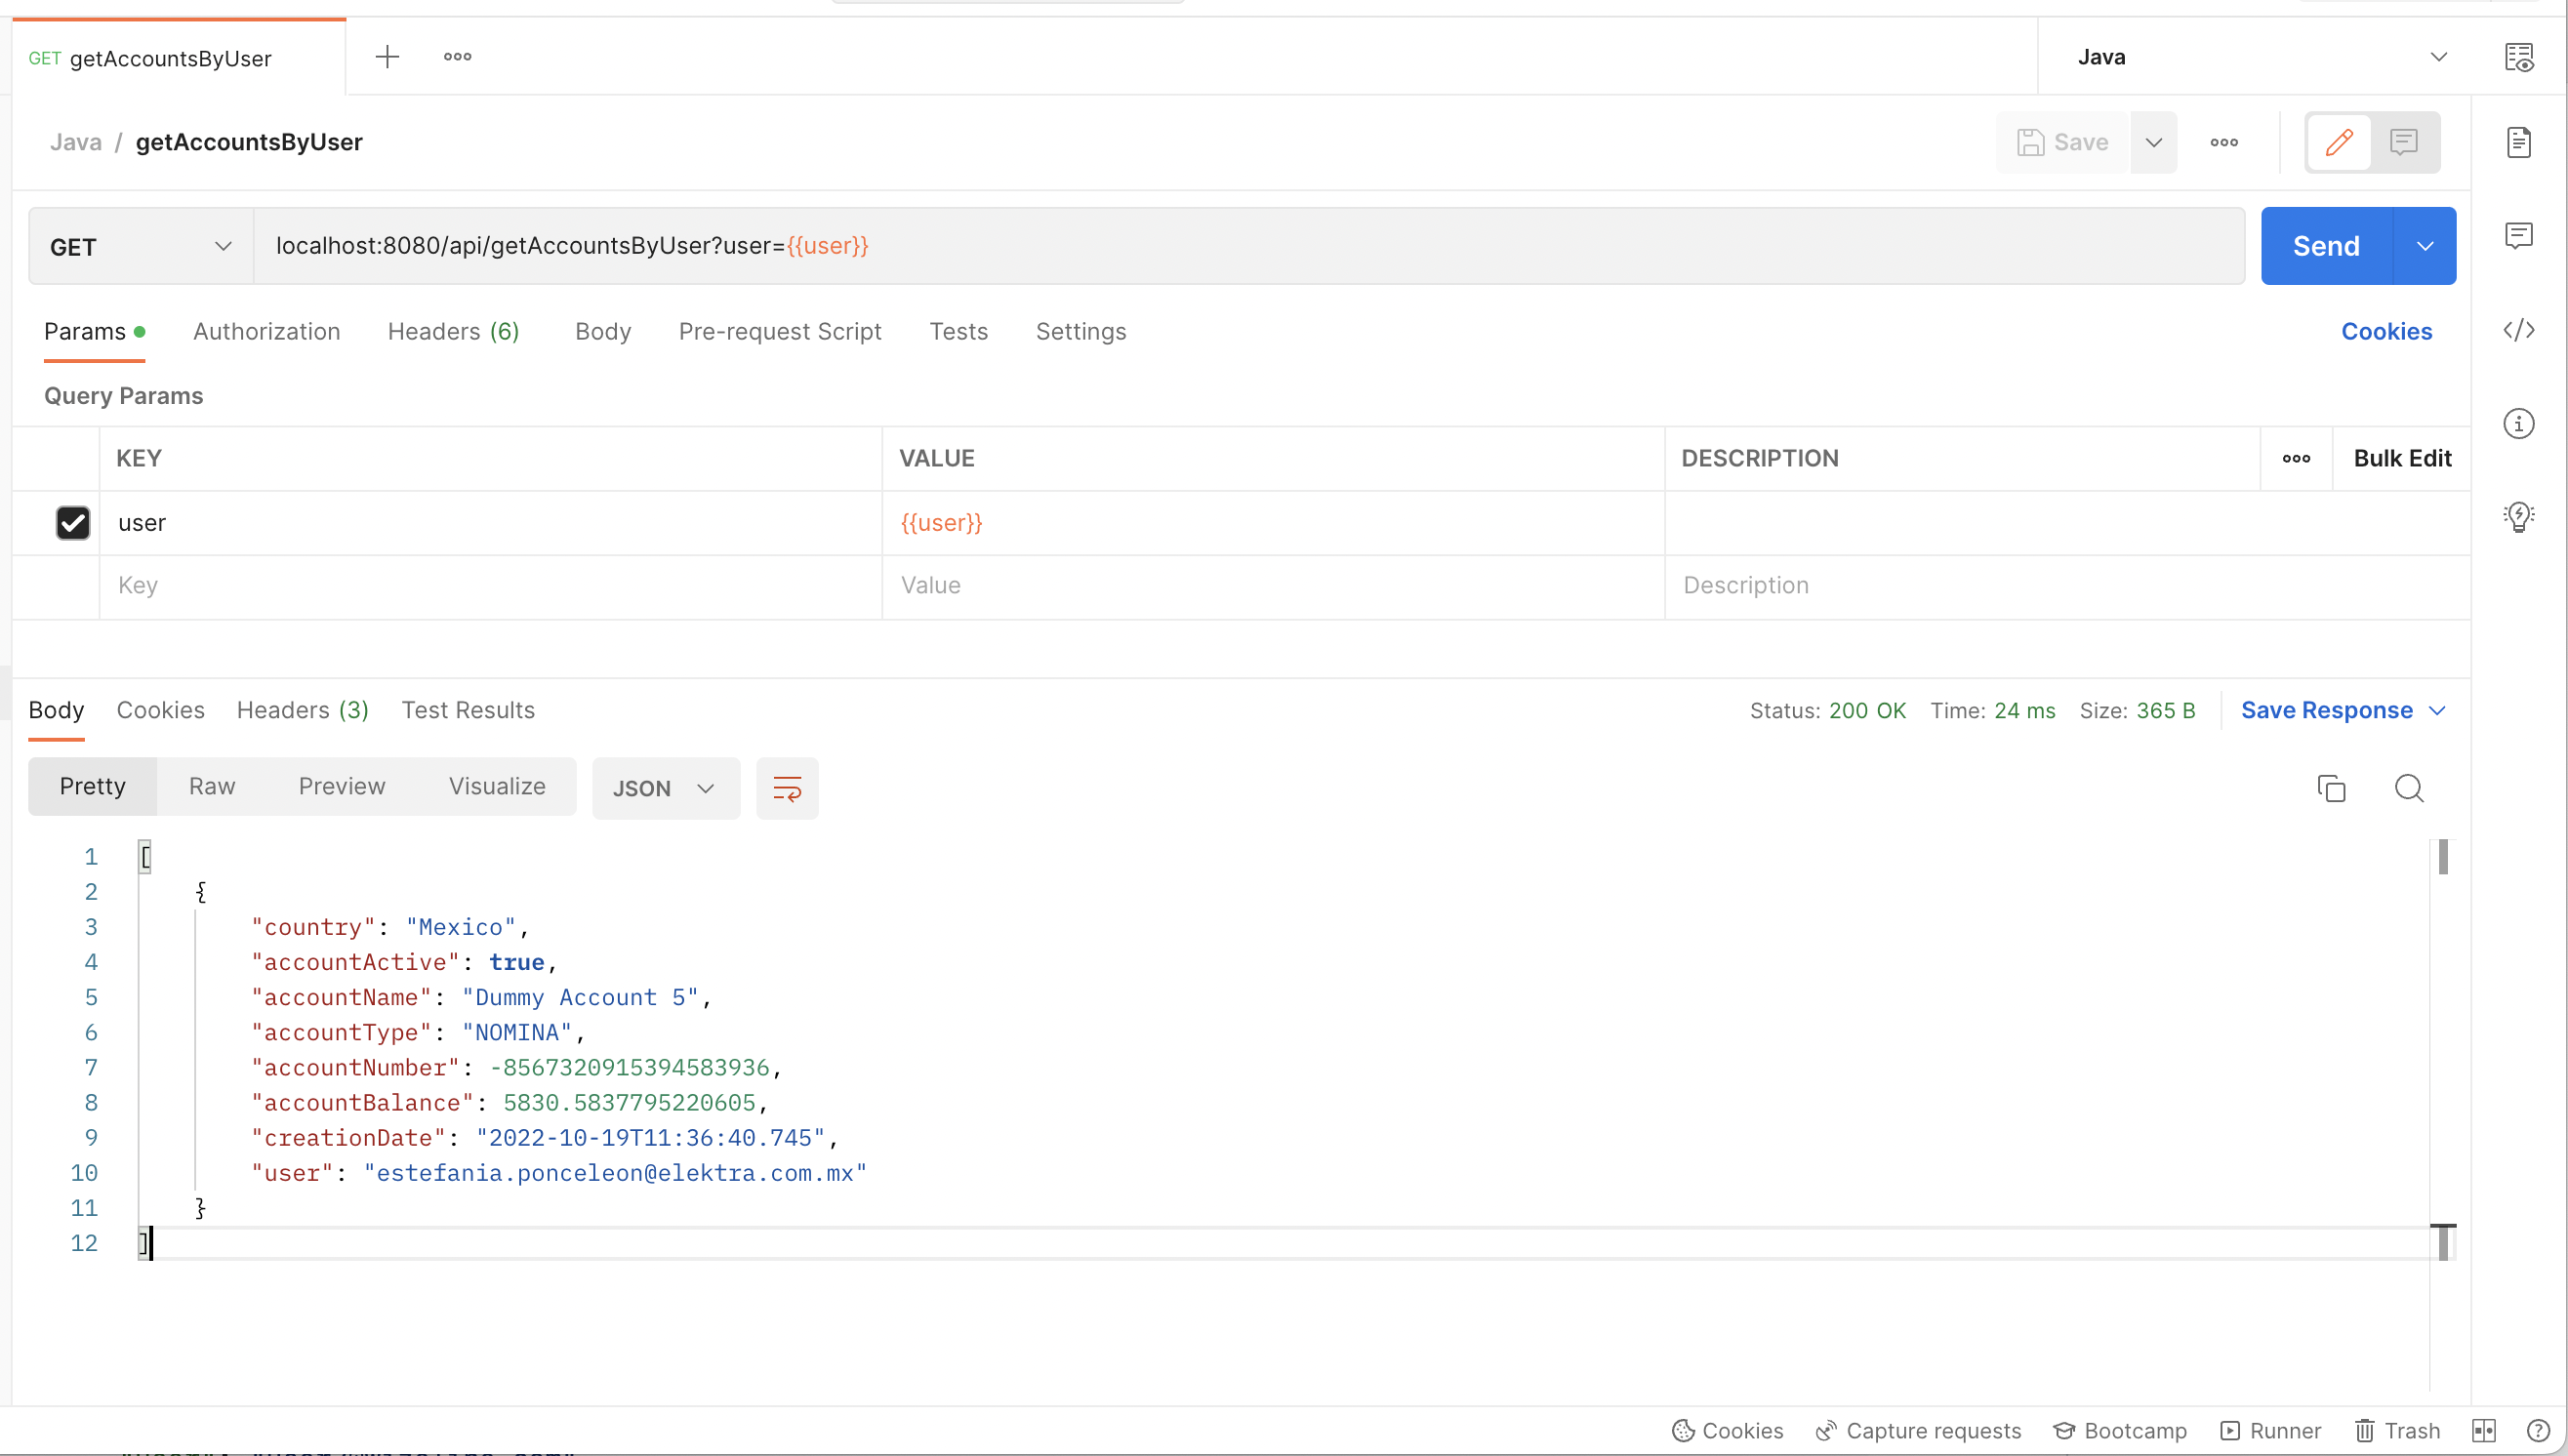 GET getAccountsByUser
Java
Java / getAccountsByUser
Save
GET
localhost:8080/api/getAccountsByUser?user={{user}}
Send
Params Authorization Headers (6) Body Pre-request Script Tests Settings Cookies
Query Params
KEY VALUE DESCRIPTION Bulk Edit
user {{user}}
Key Value Description
Body Cookies Headers (3) Test Results Status: 200 OK Time: 24 ms Size: 365 B Save Response
Pretty Raw Preview Visualize JSON
1 [
2 {
3 "country": "Mexico",
4 "accountActive": true,
5 "accountName": "Dummy Account 5",
6 "accountType": "NOMINA",
7 "accountNumber": -8567320915394583936,
8 "accountBalance": 5830.5837795220605,
9 "creationDate": "2022-10-19T11:36:40.745",
10 "user": "estefania.ponceleon@elektra.com.mx"
11 }
12 ]
Cookies Capture requests Bootcamp Runner Trash